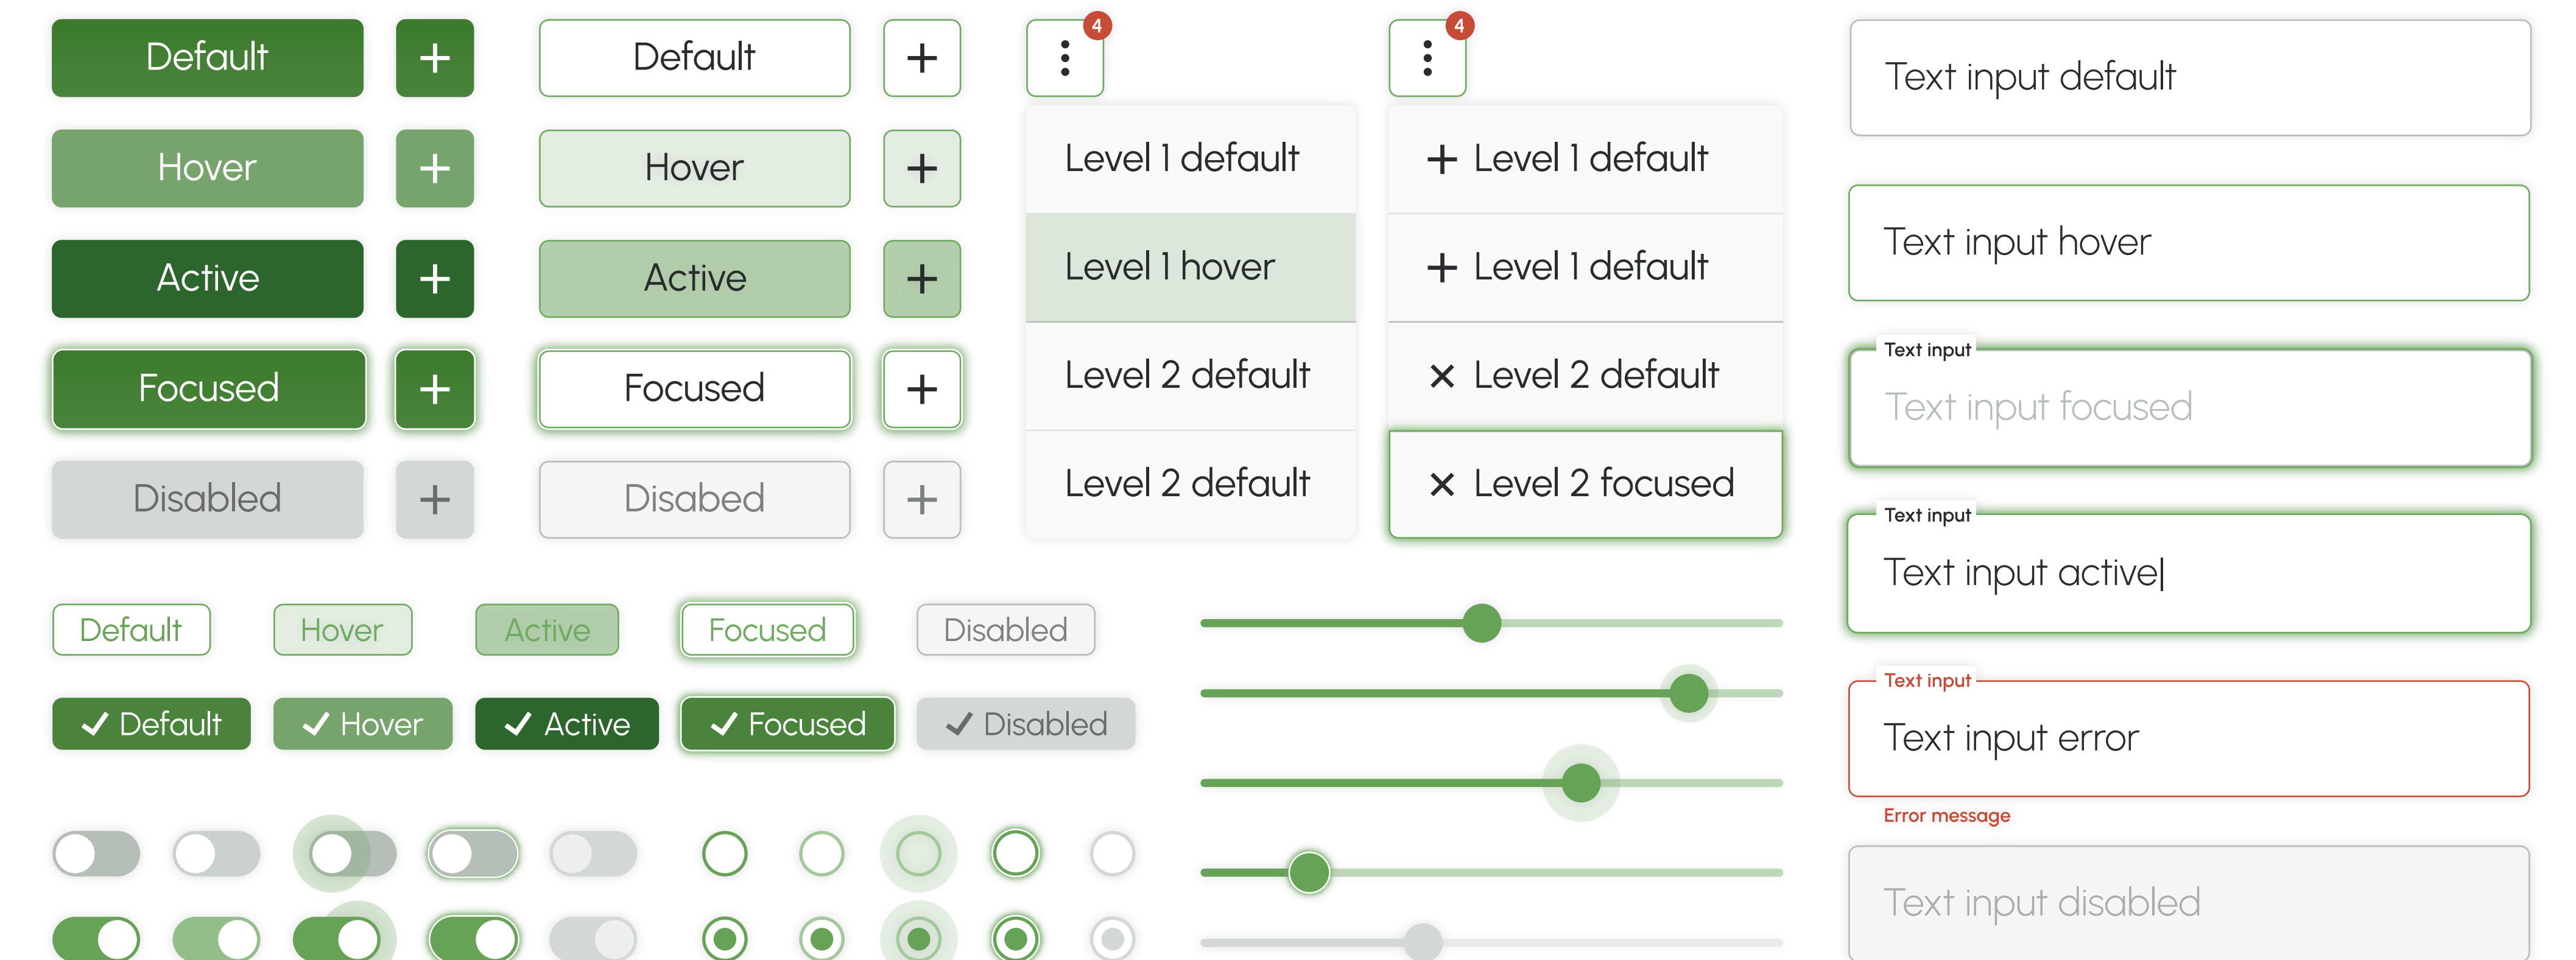 Default
Hover
Active
Focused
Disabled
Default
Hover
Active
Focused
Disabed
4
Level 1 default
Level 1 hover
Level 2 default
Level 2 default
4
Level 1 default
Level 1 default
Level 2 default
Level 2 focused
Default Hover Active Focused Disabled
Default Hover Active Focused Disabled
Text input default
Text input hover
Text input
Text input focused
Text input
Text input active
Text input
Text input error
Error message
Text input disabled